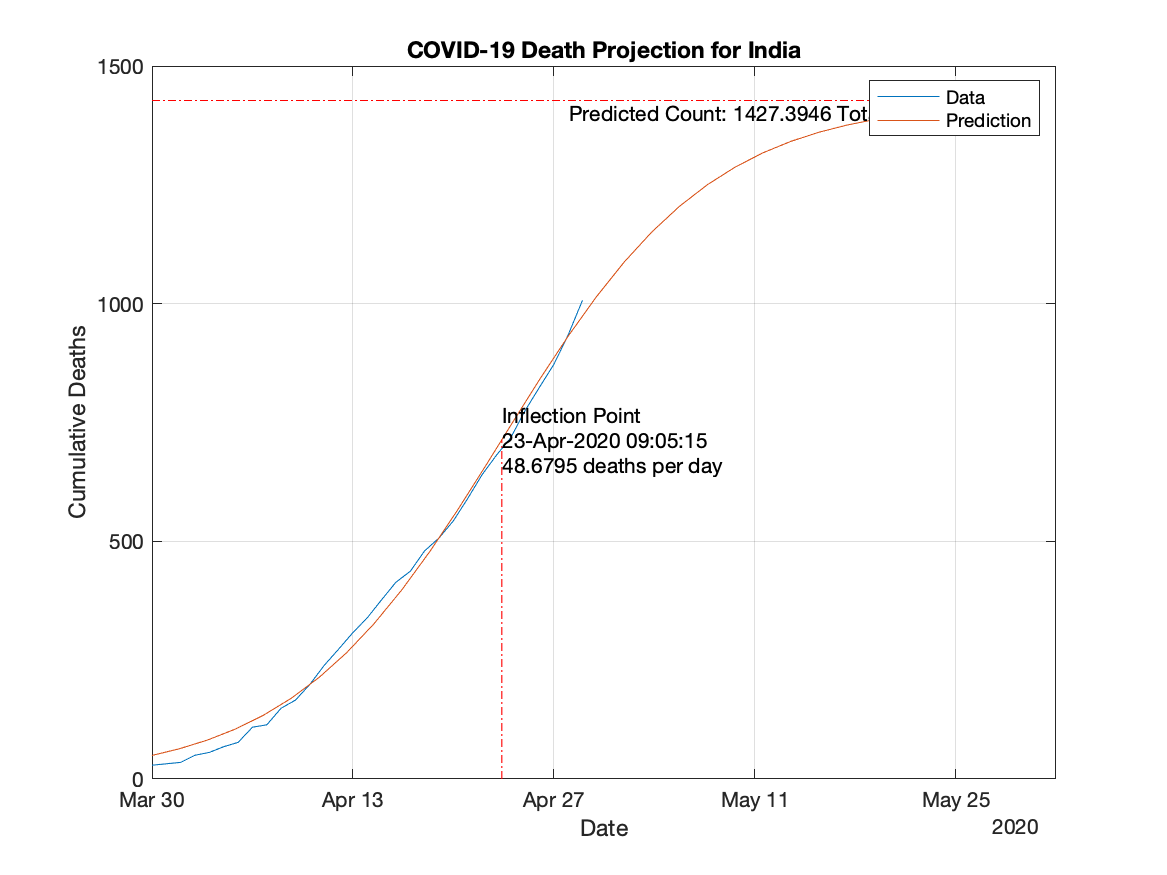 COVID-19 Death Projection for India
1500
1000
500
0
Cumulative Deaths
Predicted Count: 1427.3946 Tot
Data
Prediction
Inflection Point
23-Apr-2020 09:05:15
48.6795 deaths per day
Mar 30 Apr 13 Apr 27 May 11 May 25
Date
2020